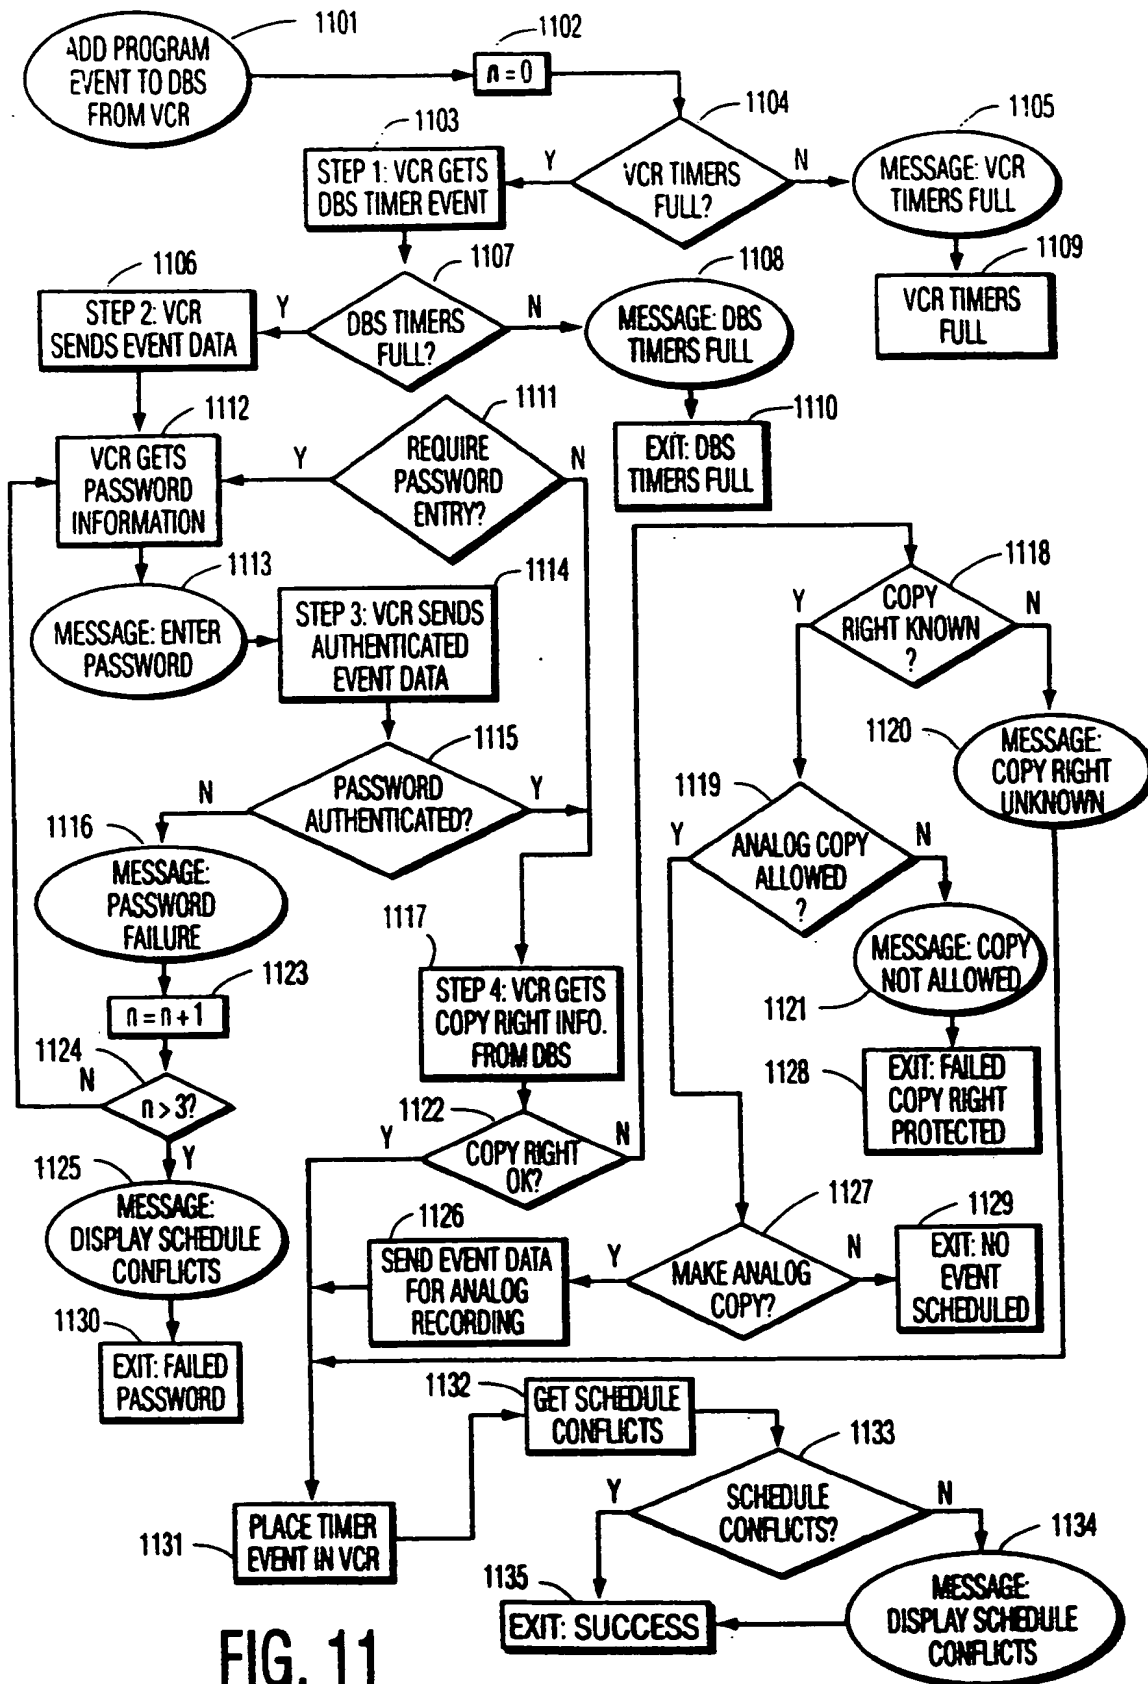 1101
ADD PROGRAM
EVENT TO DBS
FROM VCR
1102
n = 0
1103
STEP 1: VCR GETS
DBS TIMER EVENT
Y
1104
VCR TIMERS
FULL?
N
1105
MESSAGE: VCR
TIMERS FULL
1106
STEP 2: VCR
SENDS EVENT DATA
Y
1107
DBS TIMERS
FULL?
N
1108
MESSAGE: DBS
TIMERS FULL
1109
VCR TIMERS
FULL
1110
EXIT: DBS
TIMERS FULL
1112
VCR GETS
PASSWORD
INFORMATION
Y
1111
REQUIRE
PASSWORD
ENTRY?
N
1113
MESSAGE: ENTER
PASSWORD
1114
STEP 3: VCR SENDS
AUTHENTICATED
EVENT DATA
1118
Y
COPY
RIGHT KNOWN
?
N
1115
N
PASSWORD
AUTHENTICATED?
Y
1120
MESSAGE:
COPY RIGHT
UNKNOWN
1116
MESSAGE:
PASSWORD
FAILURE
1119
Y
ANALOG COPY
ALLOWED
?
N
1117
STEP 4: VCR GETS
COPY RIGHT INFO.
FROM DBS
MESSAGE: COPY
NOT ALLOWED
1121
1123
n = n + 1
1124
N
n > 3?
Y
1128
EXIT: FAILED
COPY RIGHT
PROTECTED
1122
Y
COPY RIGHT
OK?
N
1125
MESSAGE:
DISPLAY SCHEDULE
CONFLICTS
1126
SEND EVENT DATA
FOR ANALOG
RECORDING
Y
1127
MAKE ANALOG
COPY?
N
1129
EXIT: NO
EVENT
SCHEDULED
1130
EXIT: FAILED
PASSWORD
1132
GET SCHEDULE
CONFLICTS
1133
Y
SCHEDULE
CONFLICTS?
N
1131
PLACE TIMER
EVENT IN VCR
1134
MESSAGE:
DISPLAY SCHEDULE
CONFLICTS
1135
EXIT: SUCCESS
FIG. 11